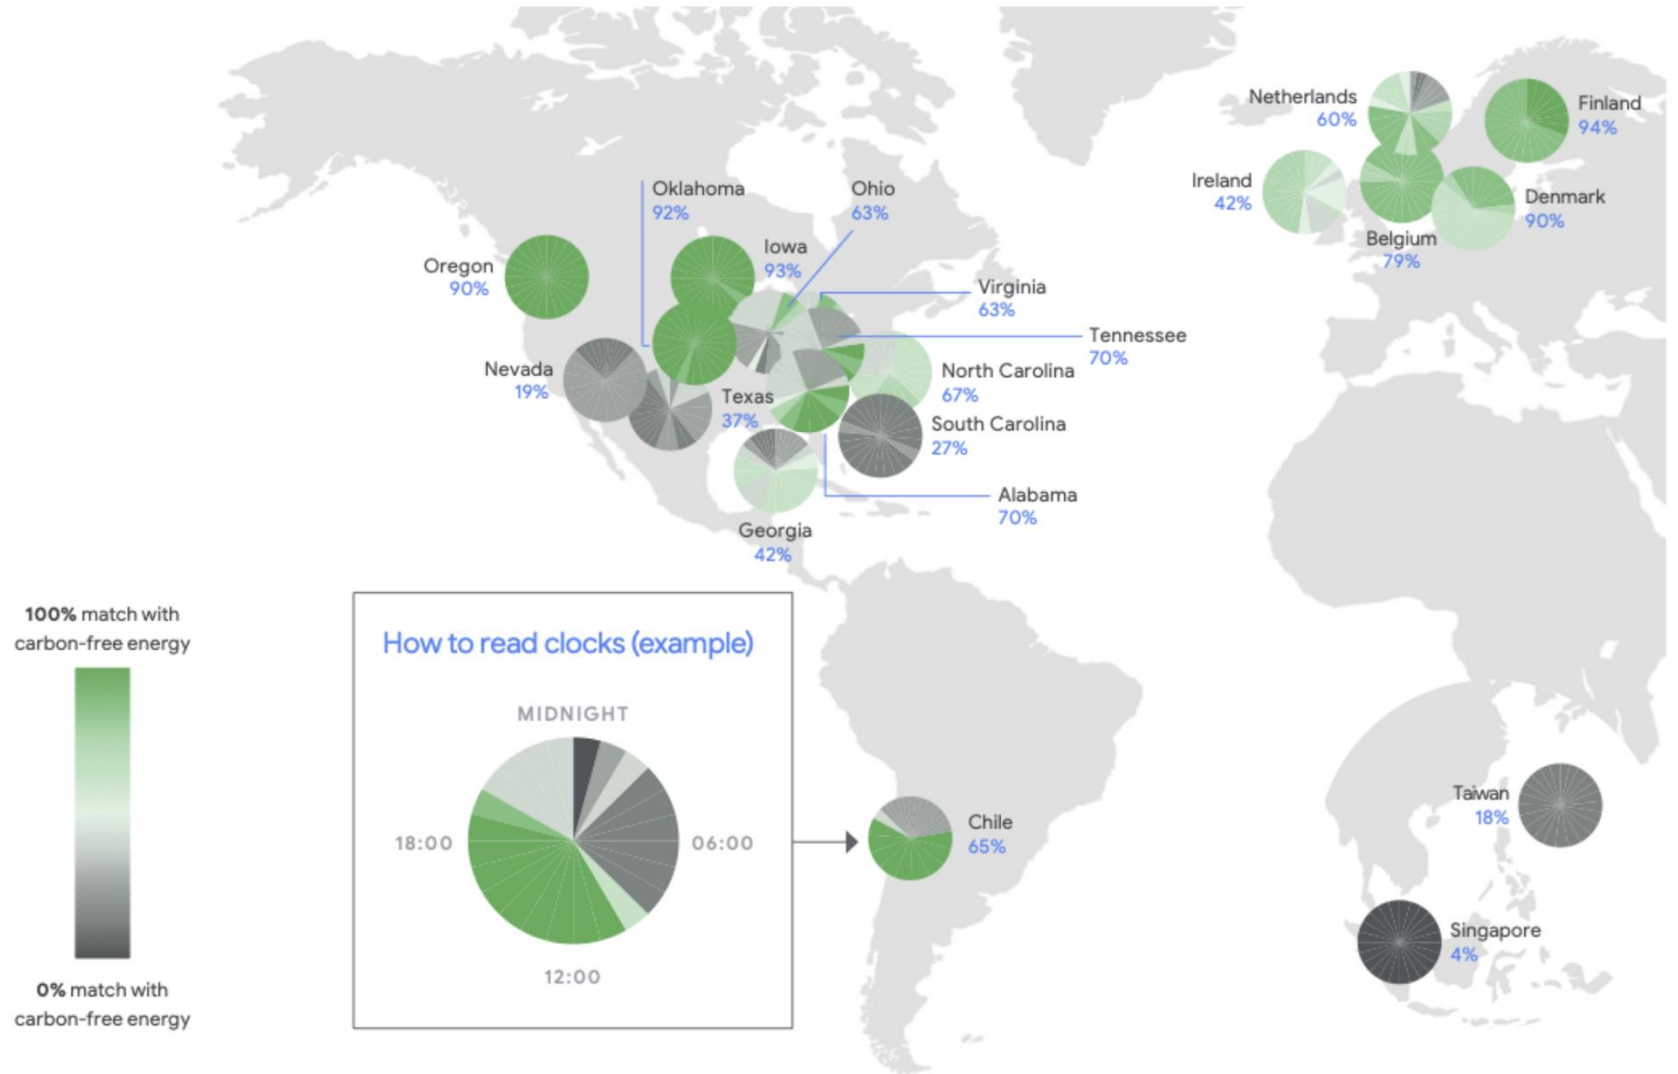 Netherlands
60%
Finland
94%
Ireland
42%
Denmark
90%
Belgium
79%
Oklahoma
92%
Ohio
63%
Iowa
93%
Oregon
90%
Virginia
63%
Tennessee
70%
Nevada
19%
Texas
37%
North Carolina
67%
South Carolina
27%
Alabama
70%
Georgia
42%
100% match with
carbon-free energy
0% match with
carbon-free energy
How to read clocks (example)
MIDNIGHT
18:00
06:00
12:00
Chile
65%
Taiwan
18%
Singapore
4%